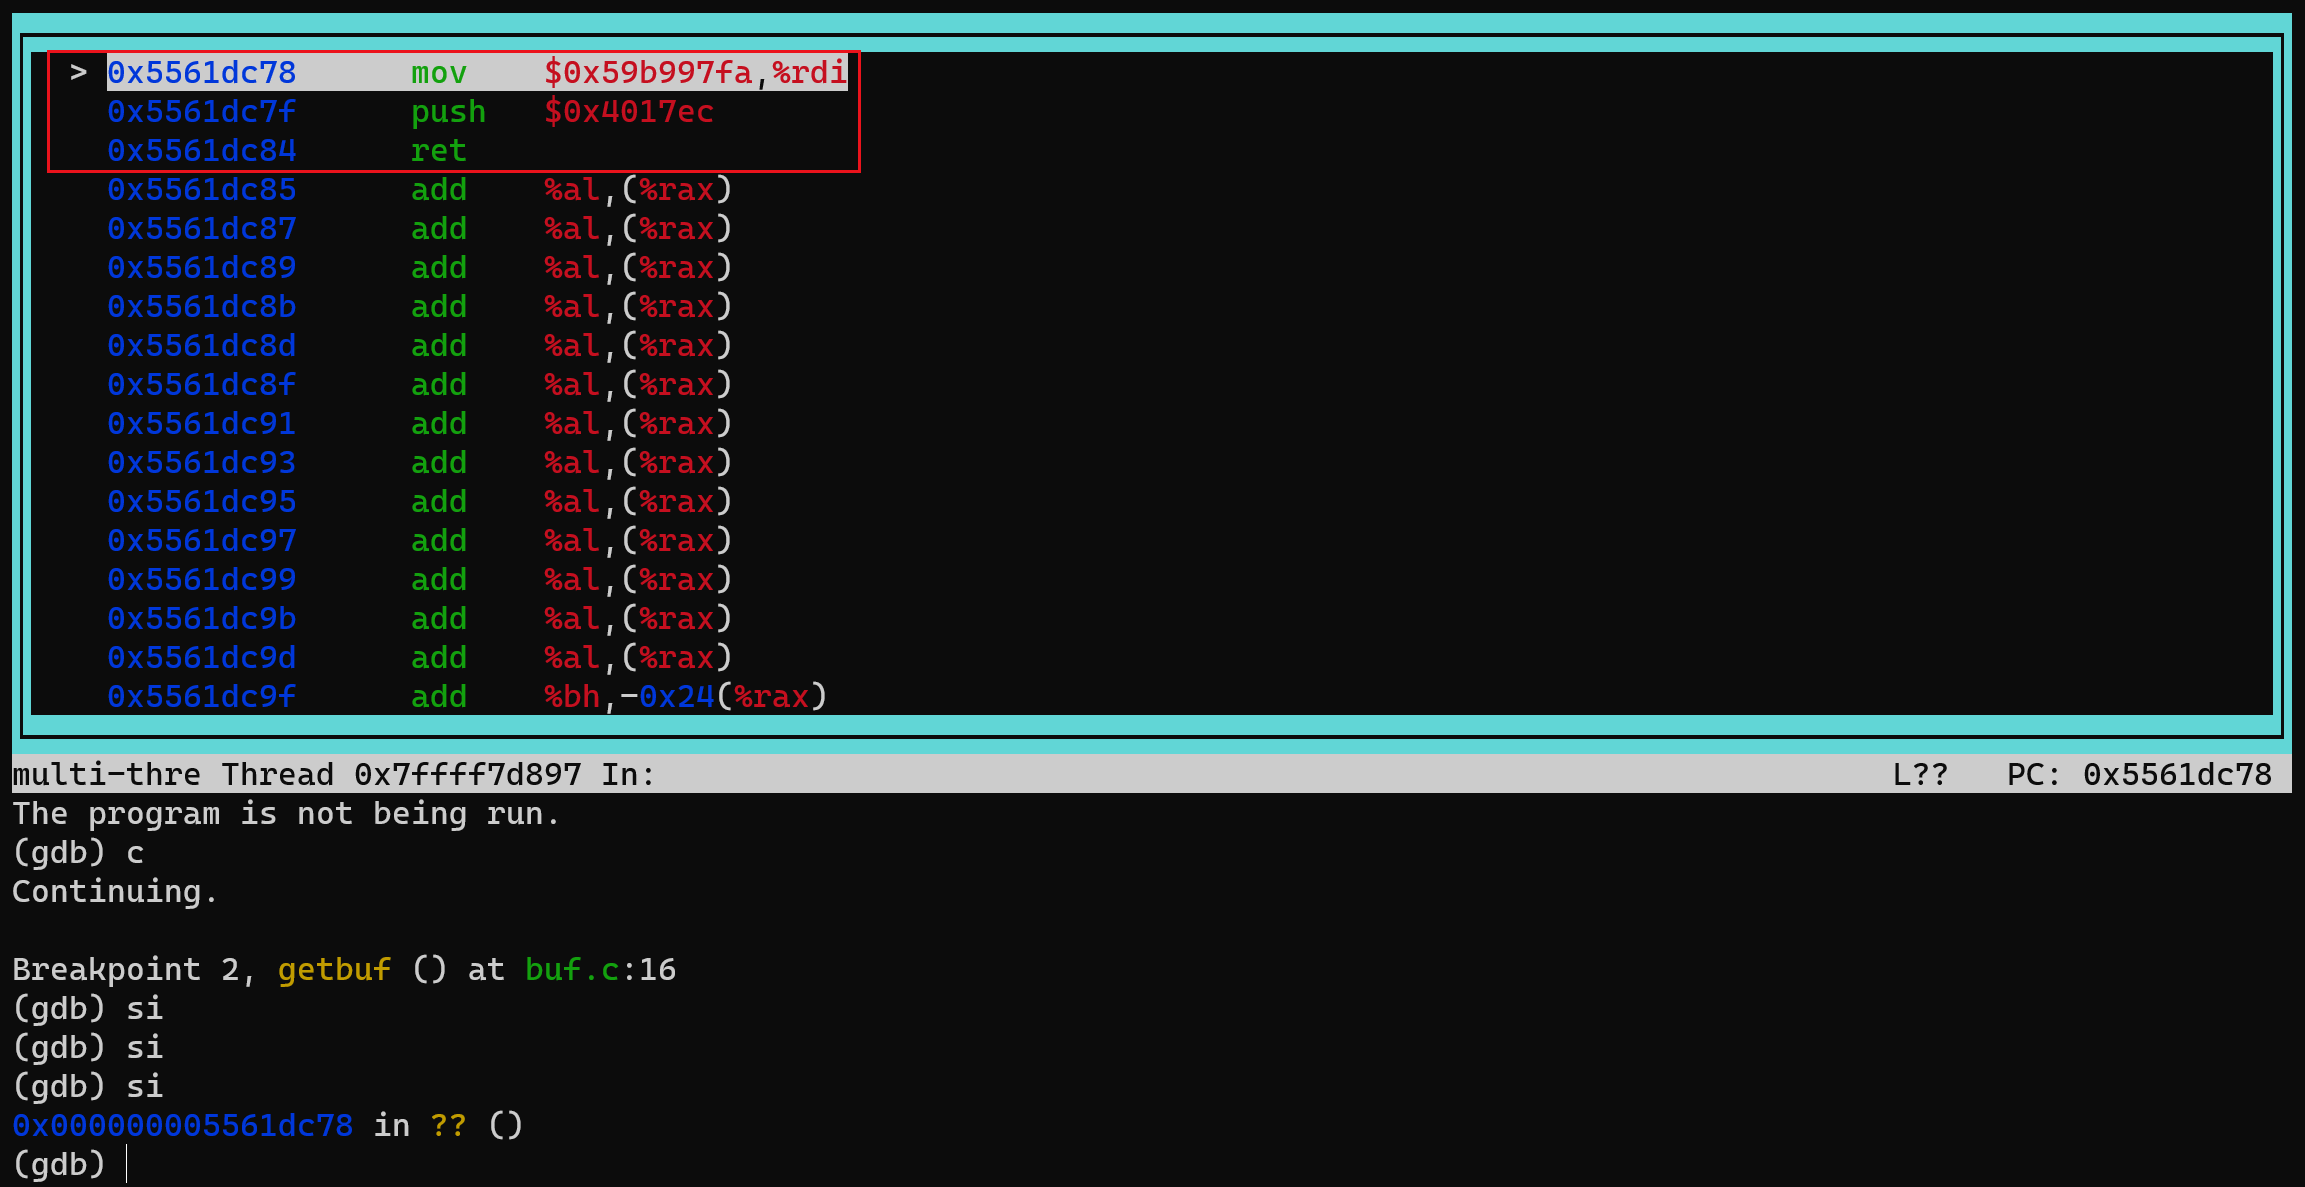 > 0x5561dc78      mov    $0x59b997fa,%rdi
0x5561dc7f      push   $0x4017ec
0x5561dc84      ret
0x5561dc85      add    %al,(%rax)
0x5561dc87      add    %al,(%rax)
0x5561dc89      add    %al,(%rax)
0x5561dc8b      add    %al,(%rax)
0x5561dc8d      add    %al,(%rax)
0x5561dc8f      add    %al,(%rax)
0x5561dc91      add    %al,(%rax)
0x5561dc93      add    %al,(%rax)
0x5561dc95      add    %al,(%rax)
0x5561dc97      add    %al,(%rax)
0x5561dc99      add    %al,(%rax)
0x5561dc9b      add    %al,(%rax)
0x5561dc9d      add    %al,(%rax)
0x5561dc9f      add    %bh,-0x24(%rax)
multi-thre Thread 0x7ffff7d897 In:    L??   PC: 0x5561dc78
The program is not being run.
(gdb) c
Continuing.
Breakpoint 2, getbuf () at buf.c:16
(gdb) si
(gdb) si
(gdb) si
0x000000005561dc78 in ?? ()
(gdb)